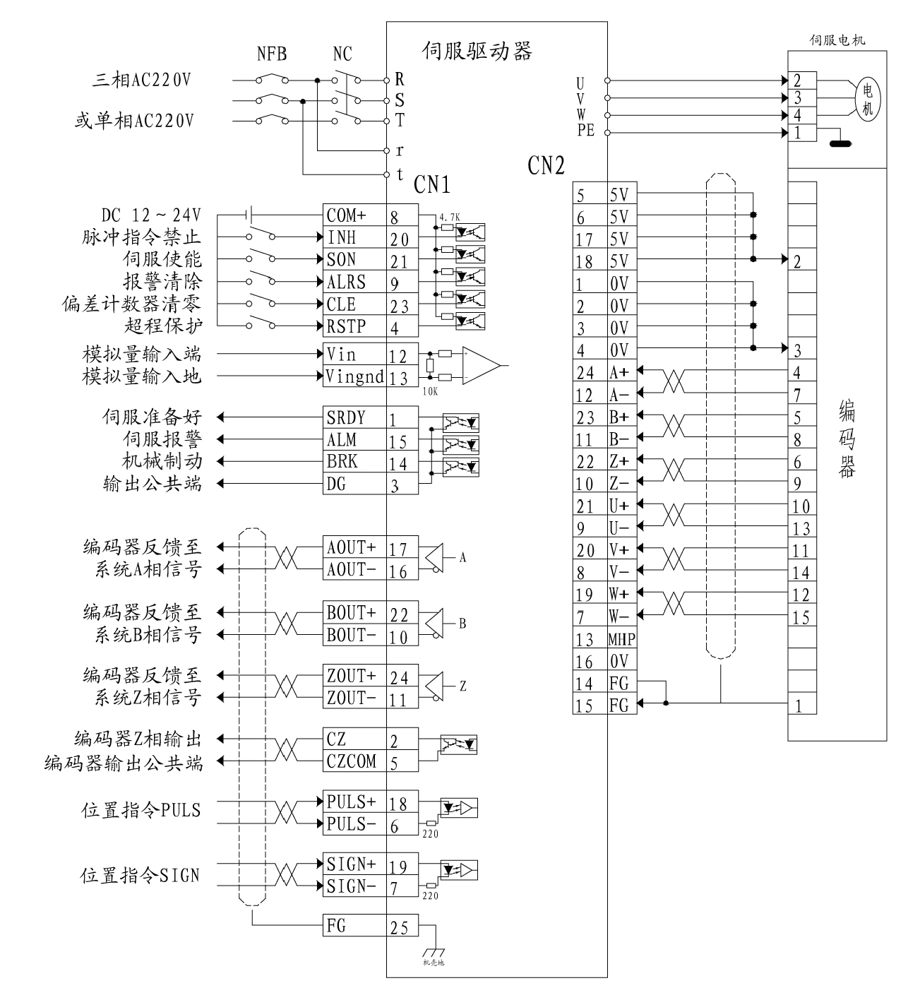 伺服驱动器
伺服电机
NFB NC
三相AC220V R
S
或单相AC220V T
r
t
U 2
V 3
W 4
PE 1
电机
CN1
CN2
DC 12～24V COM+ 8 4.7K
脉冲指令禁止 INH 20
伺服使能 SON 21
报警清除 ALRS 9
偏差计数器清零 CLE 23
超程保护 RSTP 4
模拟量输入端 Vin 12 +
模拟量输入地 Vingnd 13 −
10K
伺服准备好 SRDY 1
伺服报警 ALM 15
机械制动 BRK 14
输出公共端 DG 3
编码器反馈至 AOUT+ 17
系统A相信号 AOUT- 16
A
编码器反馈至 BOUT+ 22
系统B相信号 BOUT- 10
B
编码器反馈至 ZOUT+ 24
系统Z相信号 ZOUT- 11
Z
编码器Z相输出 CZ 2
编码器输出公共端 CZCOM 5
位置指令PULS
PULS+ 18
PULS- 6
220
位置指令SIGN
SIGN+ 19
SIGN- 7
220
FG 25
机壳地
5 5V
6 5V
17 5V
18 5V 2
1 0V
2 0V
3 0V
4 0V 3
24 A+ 4
12 A- 7
23 B+ 5
11 B- 8
22 Z+ 6
10 Z- 9
21 U+ 10
9 U- 13
20 V+ 11
8 V- 14
19 W+ 12
7 W- 15
13 MHP
16 0V
14 FG
15 FG 1
编码器